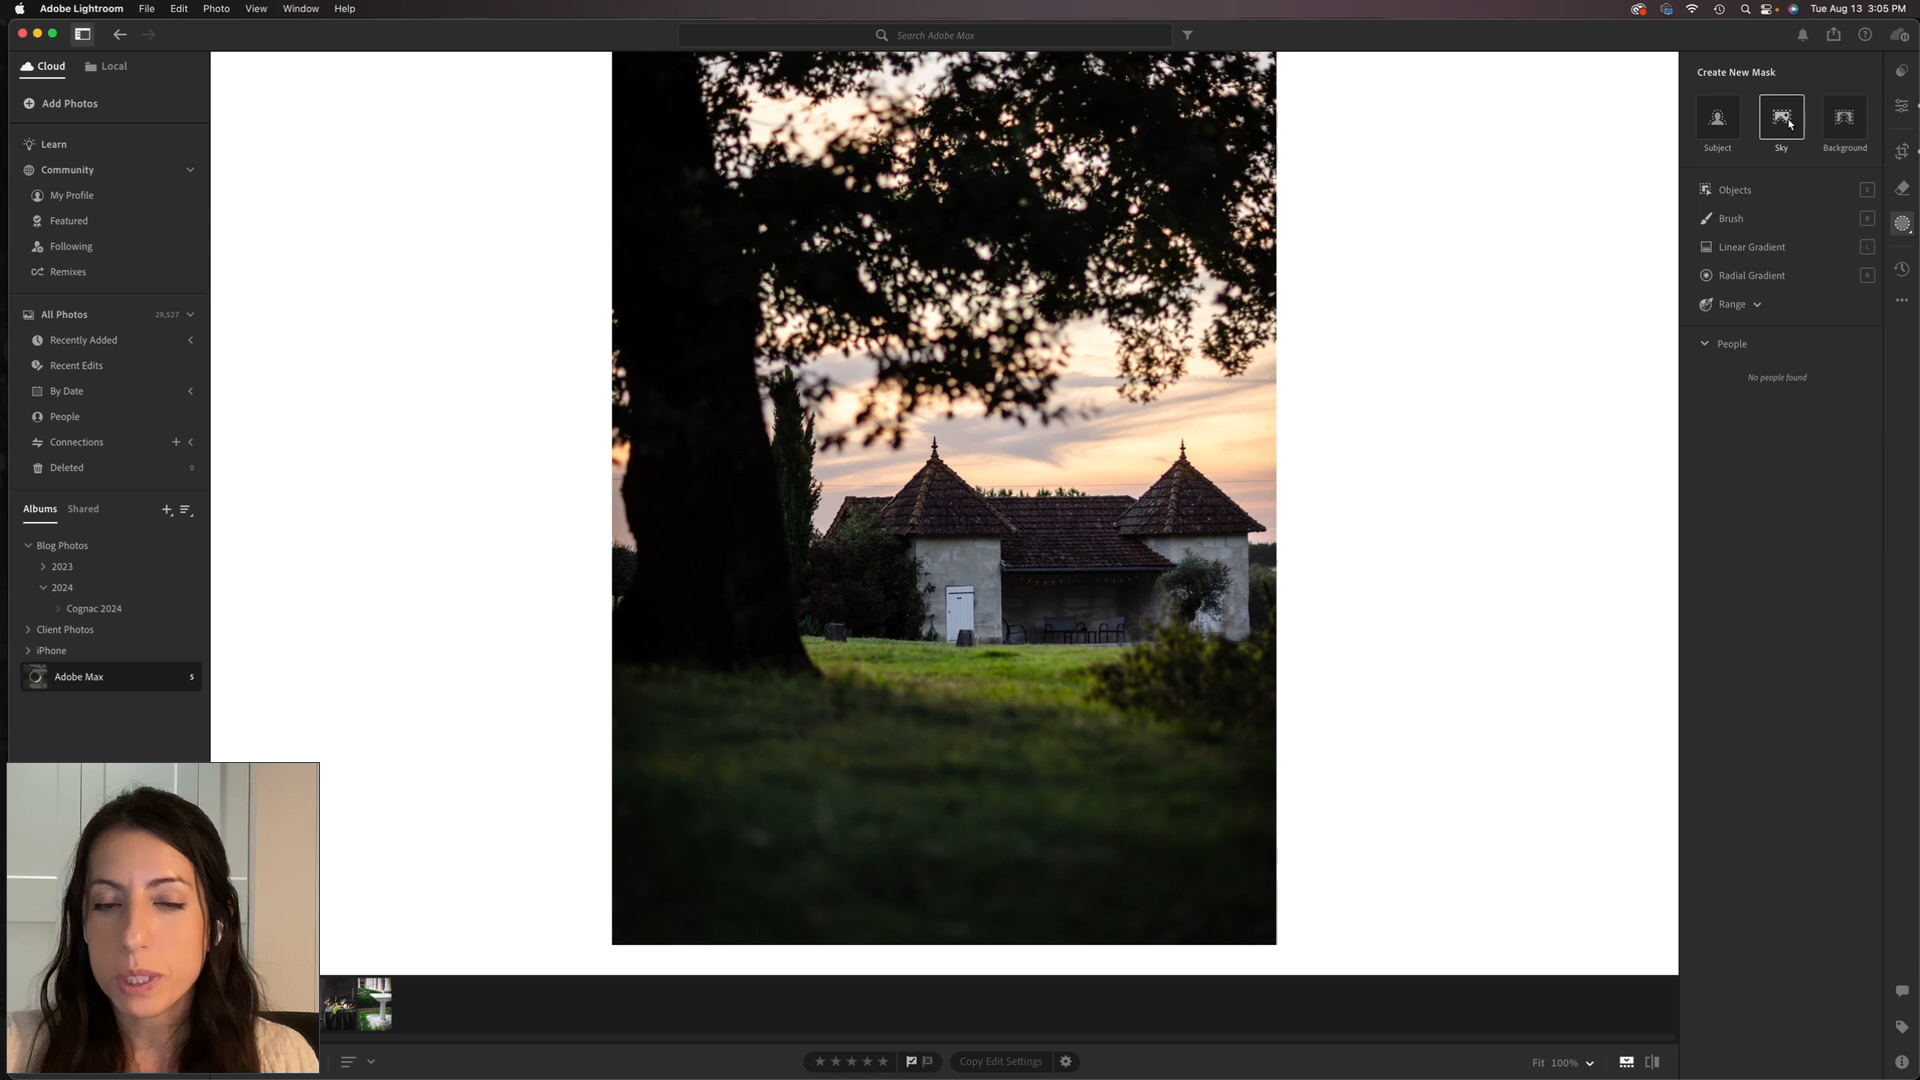 Adobe Lightroom File Edit Photo View Window Help Tue Aug 13 3:05 PM
Search Adobe Max
Cloud Local
Add Photos
Learn
Community
My Profile
Featured
Following
Remixes
All Photos 29,527
Recently Added
Recent Edits
By Date
People
Connections
Deleted 0
Albums Shared
Blog Photos
2023
2024
Cognac 2024
Client Photos
iPhone
Adobe Max 5
Create New Mask
Subject Sky Background
Objects S
Brush B
Linear Gradient L
Radial Gradient R
Range
People
No people found
Copy Edit Settings
Fit 100%